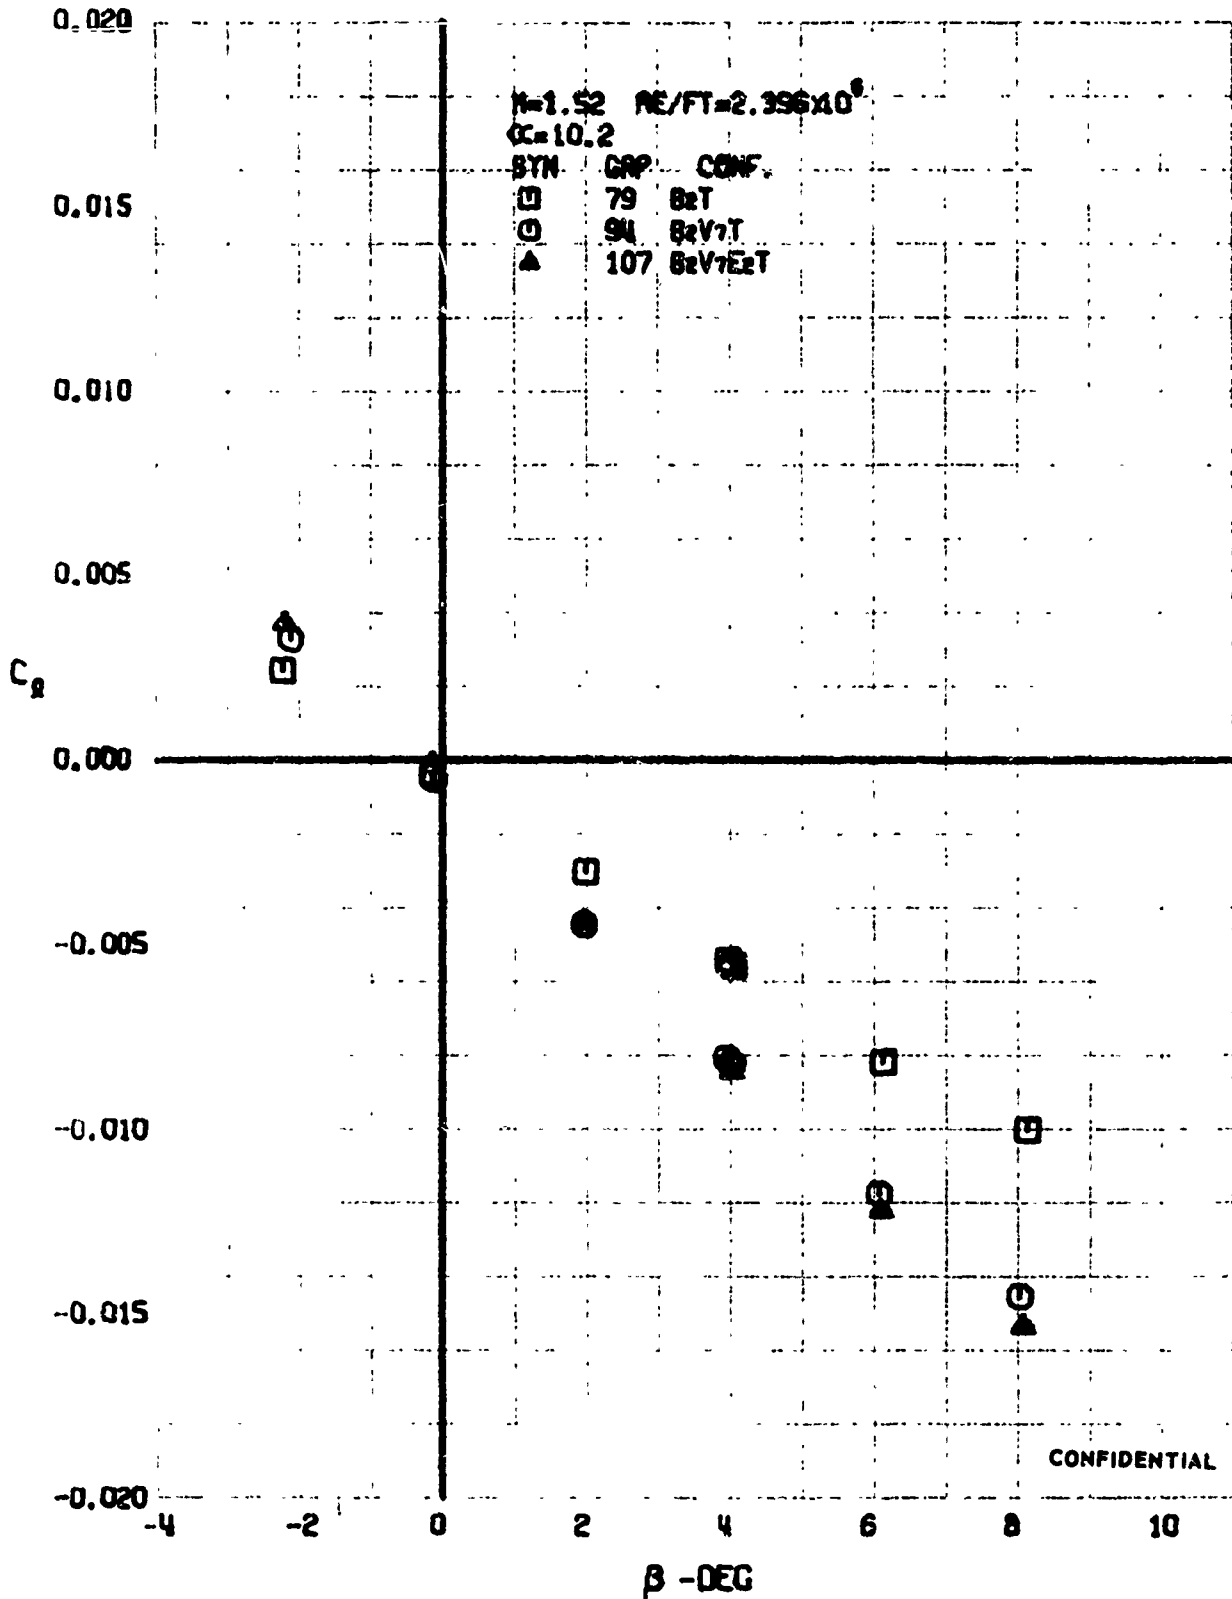 0.020
0.015
0.010
0.005
0.000
-0.005
-0.010
-0.015
-0.020
Cℓ
M=1.52 RE/FT=2.396X10⁶
α=10.2
SYM GRP CONF.
79 B2T
94 B2V7T
107 B2V7E2T
CONFIDENTIAL
-4 -2 0 2 4 6 8 10
β -DEG